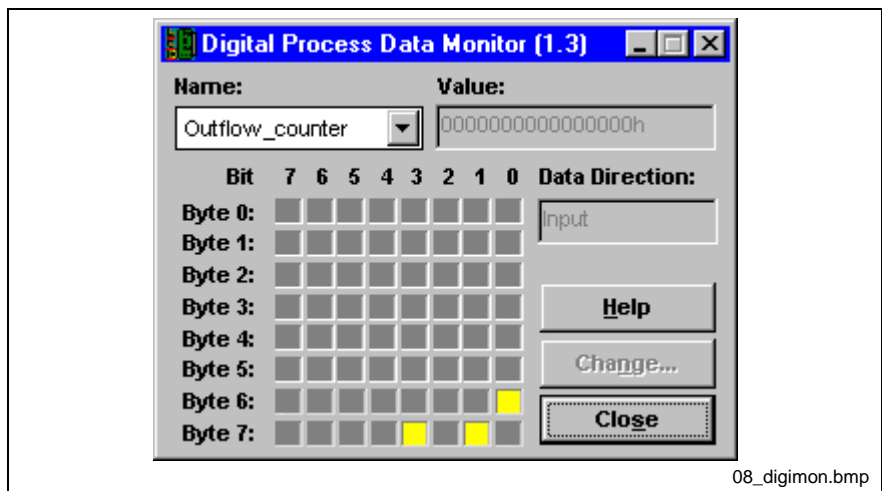 Digital Process Data Monitor (1.3)
Name: Value:
Outflow_counter 0000000000000000h
Bit 7 6 5 4 3 2 1 0 Data Direction:
Byte 0: Input
Byte 1:
Byte 2:
Byte 3: Help
Byte 4:
Byte 5: Change...
Byte 6:
Byte 7: Close
08_digimon.bmp